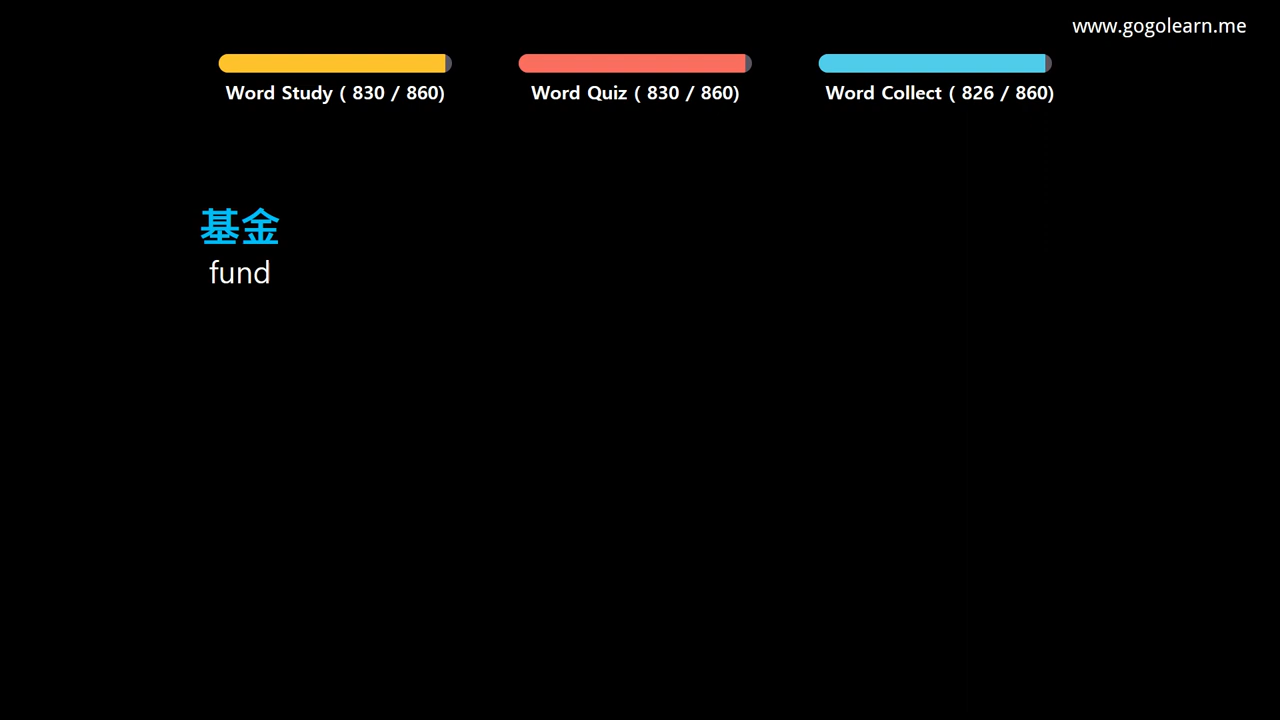 www.gogolearn.me
Word Study ( 830 / 860)
Word Quiz ( 830 / 860)
Word Collect ( 826 / 860)
基金
fund